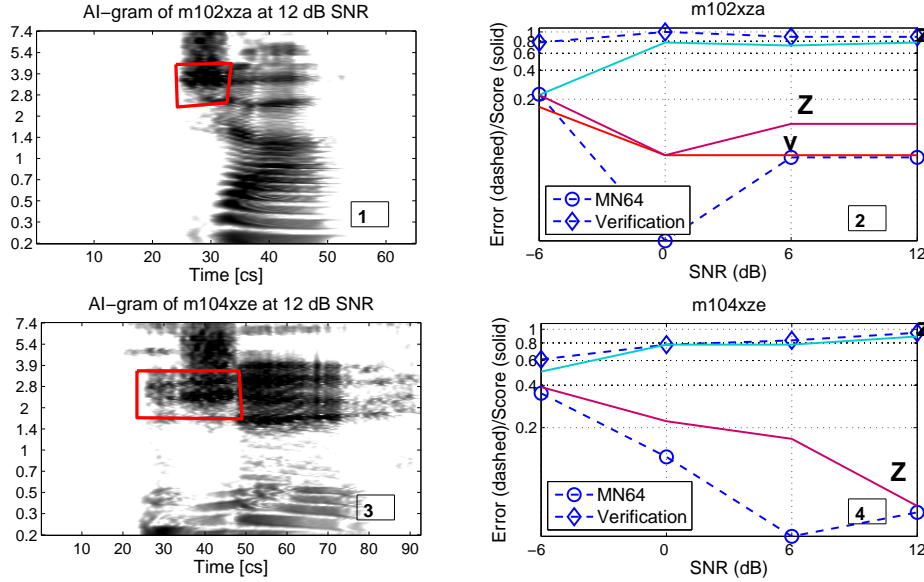 AI−gram of m102xza at 12 dB SNR
7.4
5.4
3.9
2.8
2
1.4
1
0.7
0.5
0.3
0.2
1
10 20 30 40 50 60
Time [cs]
m102xza
Error (dashed)/Score (solid)
1
0.8
0.6
0.4
0.2
Z
v
MN64
Verification
2
−6 0 6 12
SNR (dB)
AI−gram of m104xze at 12 dB SNR
7.4
5.4
3.9
2.8
2
1.4
1
0.7
0.5
0.3
0.2
3
10 20 30 40 50 60 70 80 90
Time [cs]
m104xze
Error (dashed)/Score (solid)
1
0.8
0.6
0.4
0.2
Z
MN64
Verification
4
−6 0 6 12
SNR (dB)